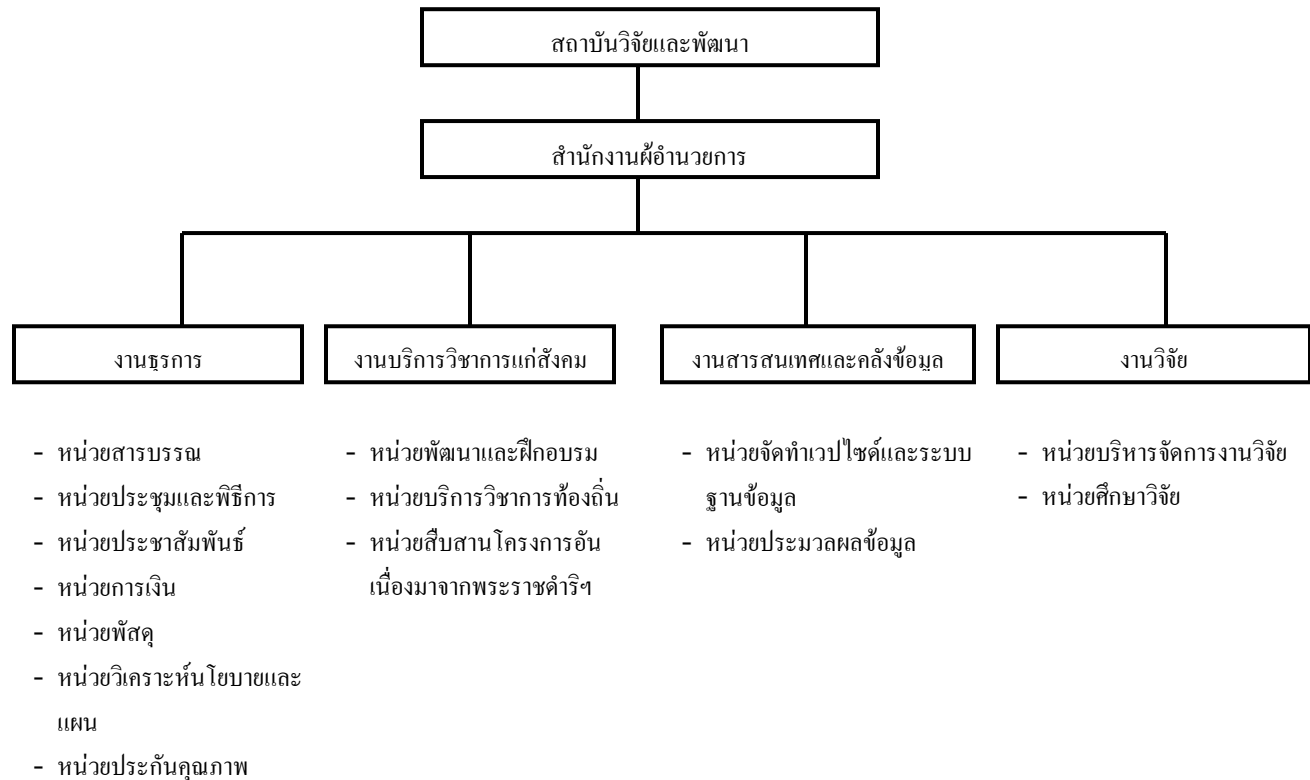 สถาบันวิจัยและพัฒนา
สำนักงานผู้อำนวยการ
งานธุรการ
งานบริการวิชาการแก่สังคม
งานสารสนเทศและคลังข้อมูล
งานวิจัย
- หน่วยสารบรรณ
- หน่วยประชุมและพิธีการ
- หน่วยประชาสัมพันธ์
- หน่วยการเงิน
- หน่วยพัสดุ
- หน่วยวิเคราะห์นโยบายและ
แผน
- หน่วยประกันคุณภาพ
- หน่วยพัฒนาและฝึกอบรม
- หน่วยบริการวิชาการท้องถิ่น
- หน่วยสืบสานโครงการอัน
เนื่องมาจากพระราชดำริฯ
- หน่วยจัดทำเวปไซด์และระบบ
ฐานข้อมูล
- หน่วยประมวลผลข้อมูล
- หน่วยบริหารจัดการงานวิจัย
- หน่วยศึกษาวิจัย